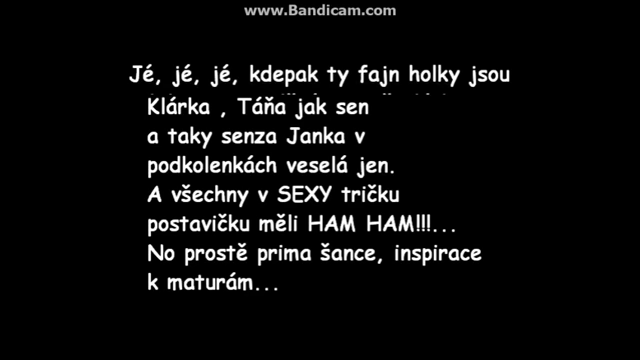 www.Bandicam.com
Jé, jé, jé, kdepak ty fajn holky jsou
Klárka , Táňa jak sen
a taky senza Janka v
podkolenkách veselá jen.
A všechny v SEXY tričku
postavičku měli HAM HAM!!!...
No prostě prima šance, inspirace
k maturám...